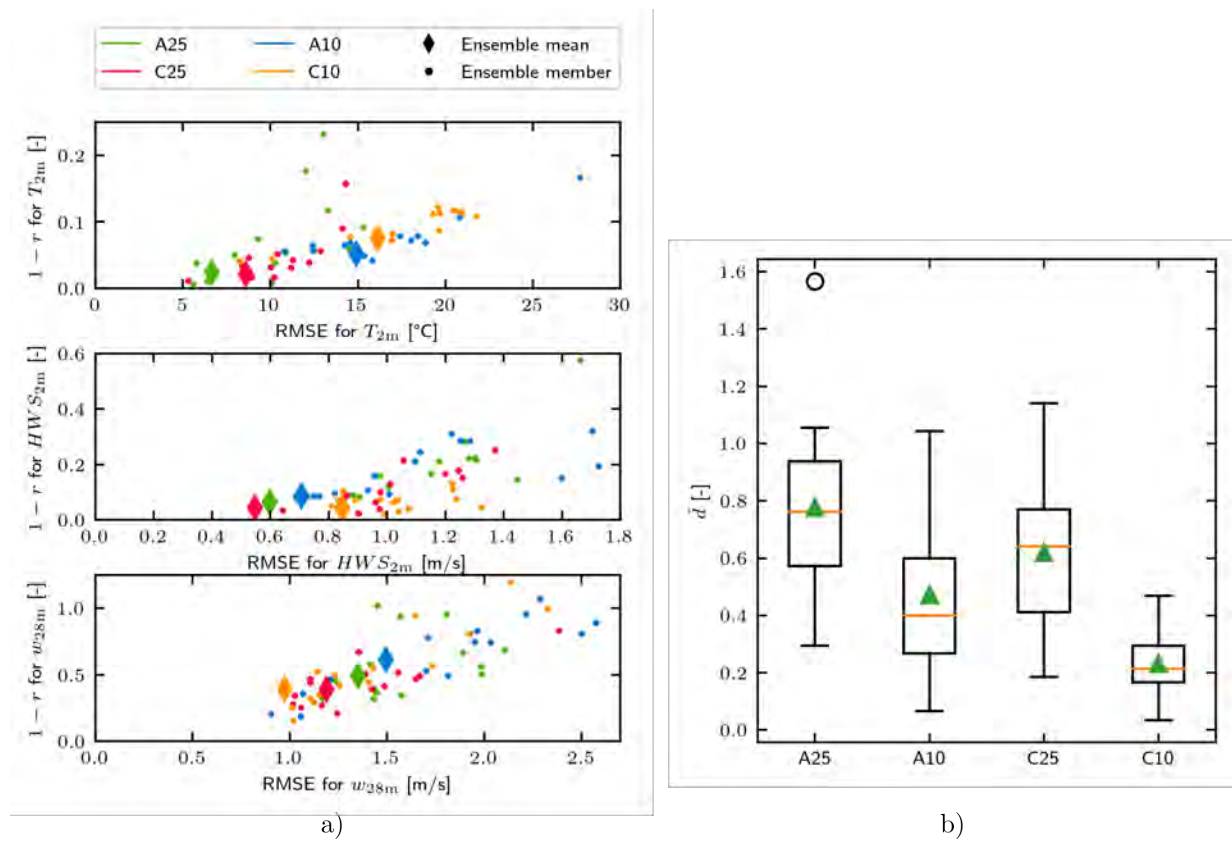 A25 A10 Ensemble mean
C25 C10 Ensemble member
1 − r for T2m [-]
0.2
0.1
0.0
0 5 10 15 20 25 30
RMSE for T2m [°C]
1 − r for HWS2m [-]
0.6
0.4
0.2
0.0
0.0 0.2 0.4 0.6 0.8 1.0 1.2 1.4 1.6 1.8
RMSE for HWS2m [m/s]
1 − r for w28m [-]
1.0
0.5
0.0
0.0 0.5 1.0 1.5 2.0 2.5
RMSE for w28m [m/s]
a)
d̄ [-]
1.6
1.4
1.2
1.0
0.8
0.6
0.4
0.2
0.0
A25 A10 C25 C10
b)